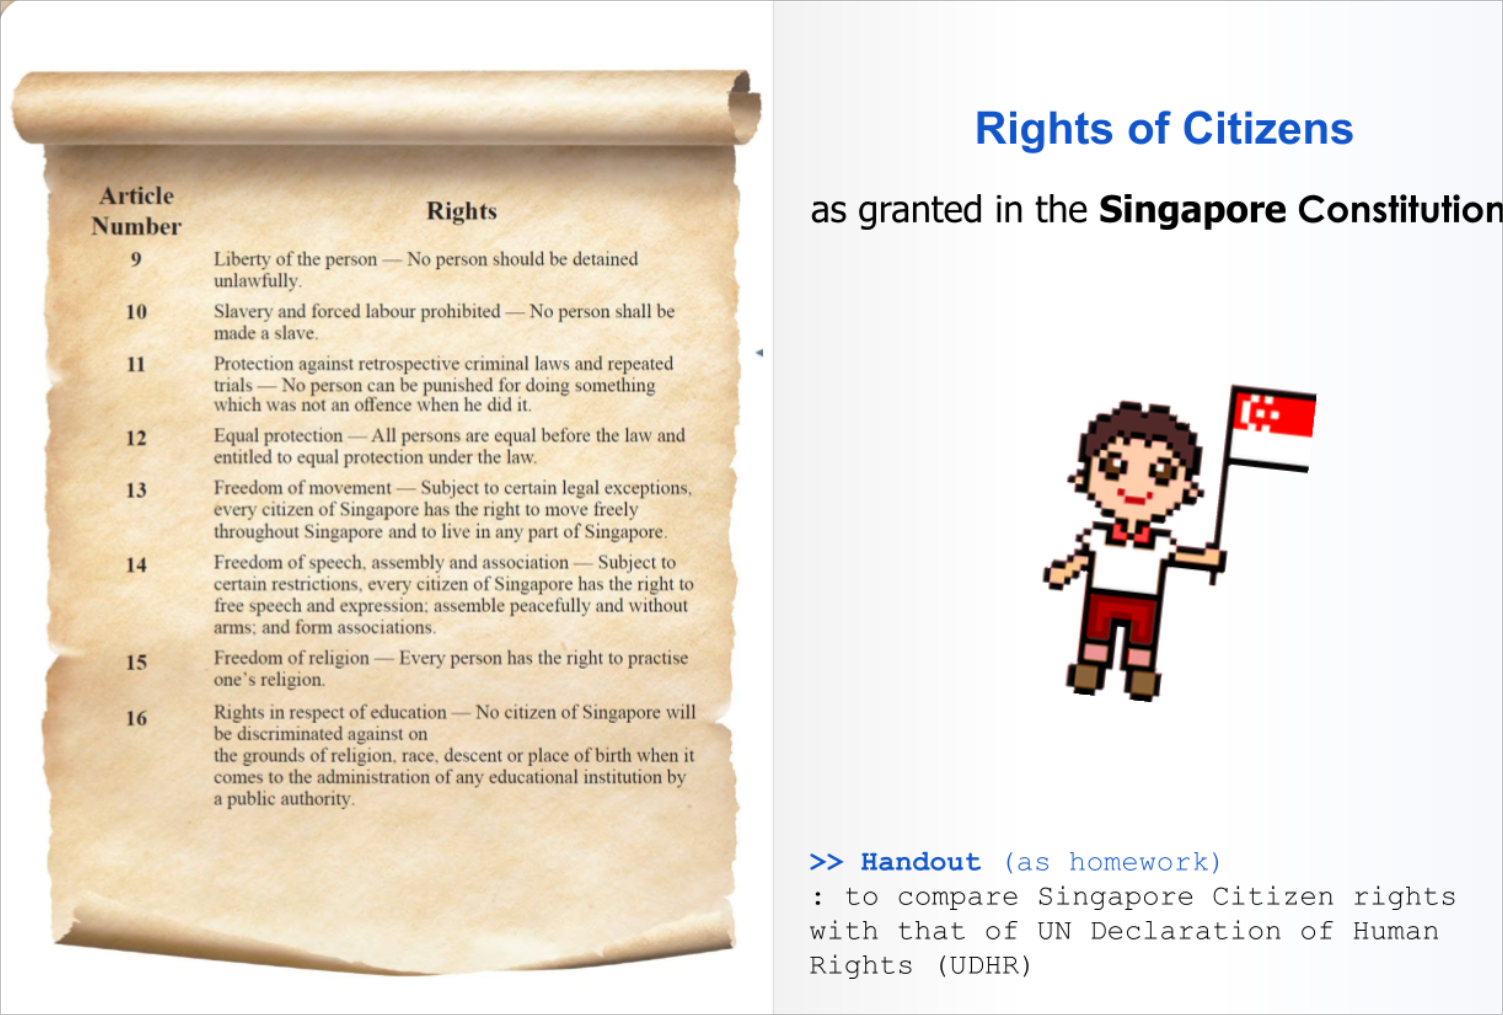 Article
Number
Rights
9
Liberty of the person — No person should be detained
unlawfully.
10
Slavery and forced labour prohibited — No person shall be
made a slave.
11
Protection against retrospective criminal laws and repeated
trials — No person can be punished for doing something
which was not an offence when he did it.
12
Equal protection — All persons are equal before the law and
entitled to equal protection under the law.
13
Freedom of movement — Subject to certain legal exceptions,
every citizen of Singapore has the right to move freely
throughout Singapore and to live in any part of Singapore.
14
Freedom of speech, assembly and association — Subject to
certain restrictions, every citizen of Singapore has the right to
free speech and expression; assemble peacefully and without
arms; and form associations.
15
Freedom of religion — Every person has the right to practise
one's religion.
16
Rights in respect of education — No citizen of Singapore will
be discriminated against on
the grounds of religion, race, descent or place of birth when it
comes to the administration of any educational institution by
a public authority.
Rights of Citizens
as granted in the Singapore Constitution
>> Handout (as homework)
: to compare Singapore Citizen rights
with that of UN Declaration of Human
Rights (UDHR)